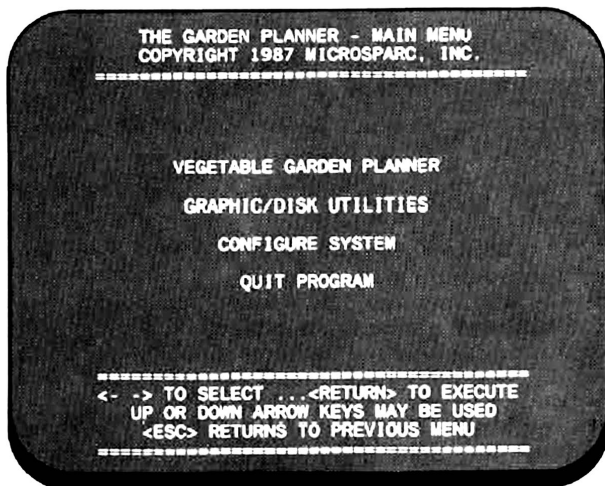 THE GARDEN PLANNER - MAIN MENU
COPYRIGHT 1987 MICROSPARC, INC.
VEGETABLE GARDEN PLANNER
GRAPHIC/DISK UTILITIES
CONFIGURE SYSTEM
QUIT PROGRAM
<- -> TO SELECT ...<RETURN> TO EXECUTE
UP OR DOWN ARROW KEYS MAY BE USED
<ESC> RETURNS TO PREVIOUS MENU